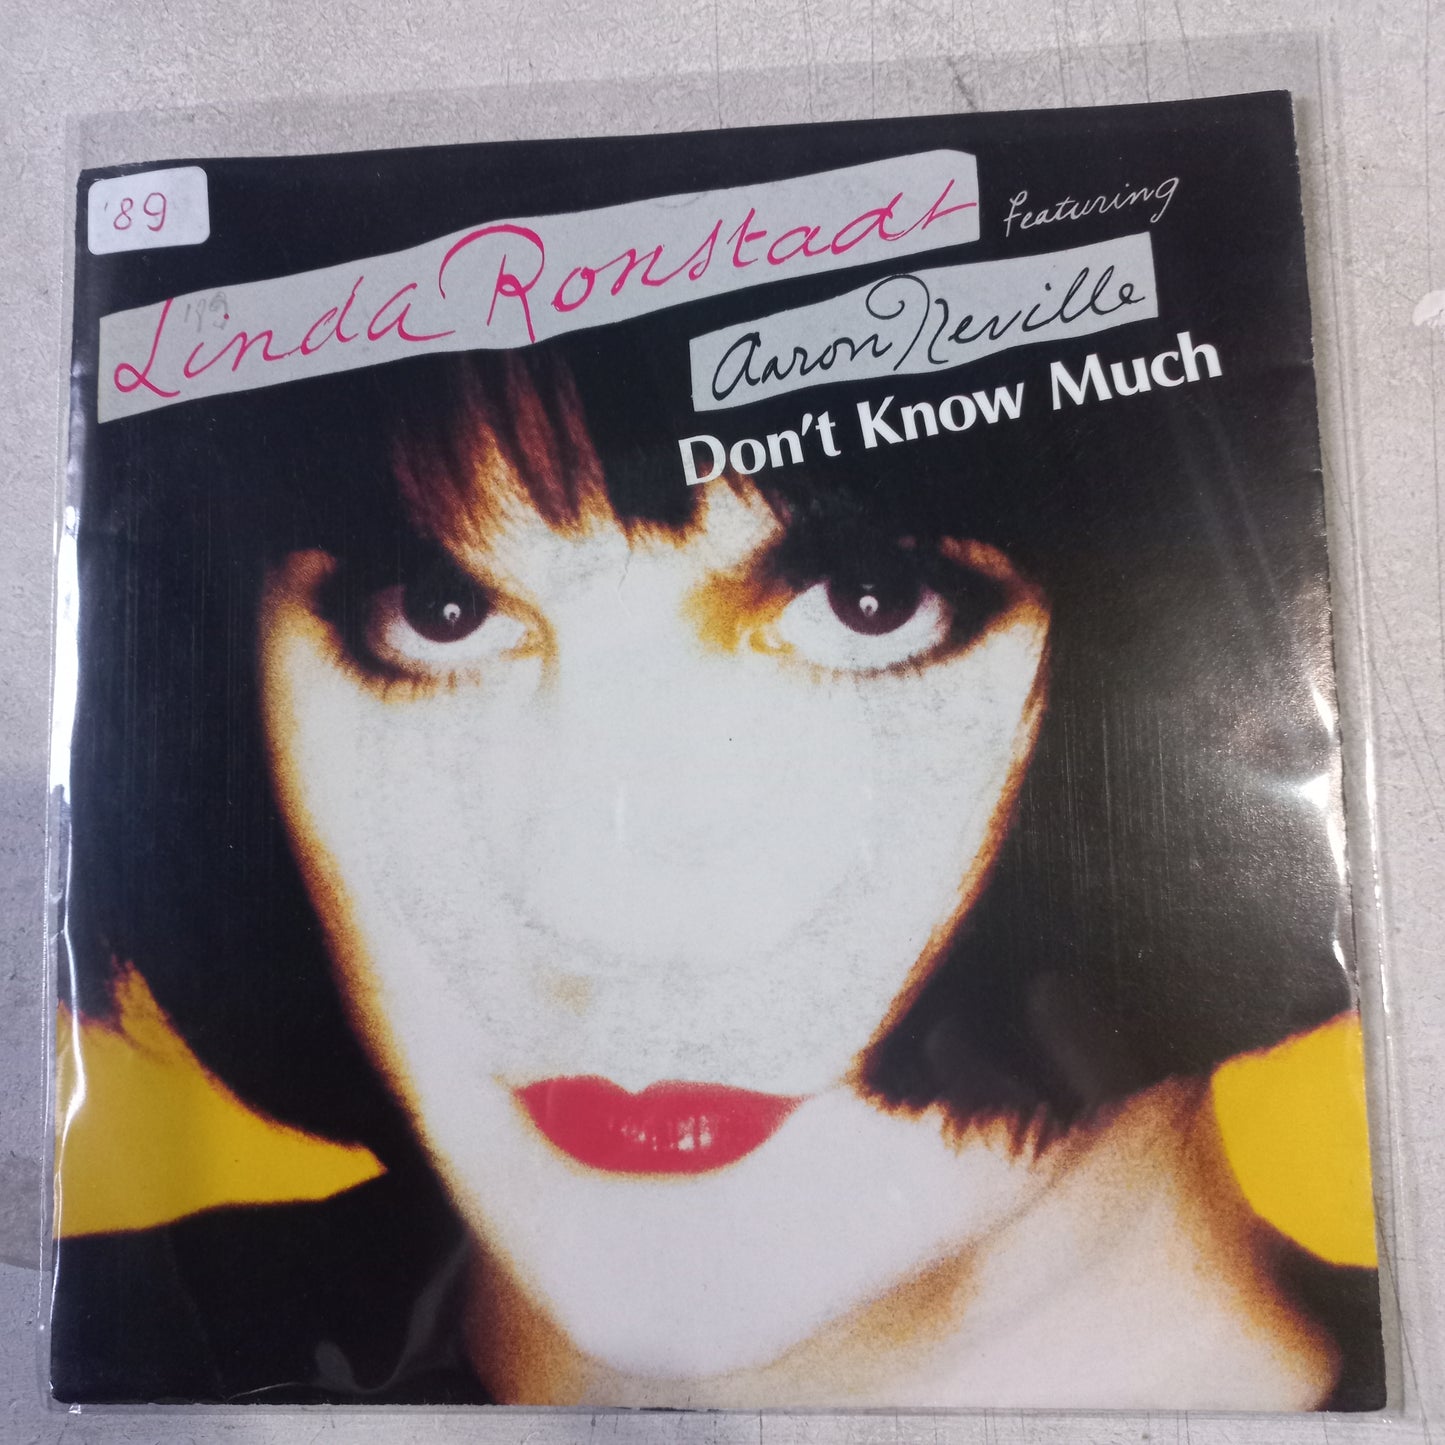 '89
Linda Ronstadt featuring
Aaron Neville
Don't Know Much